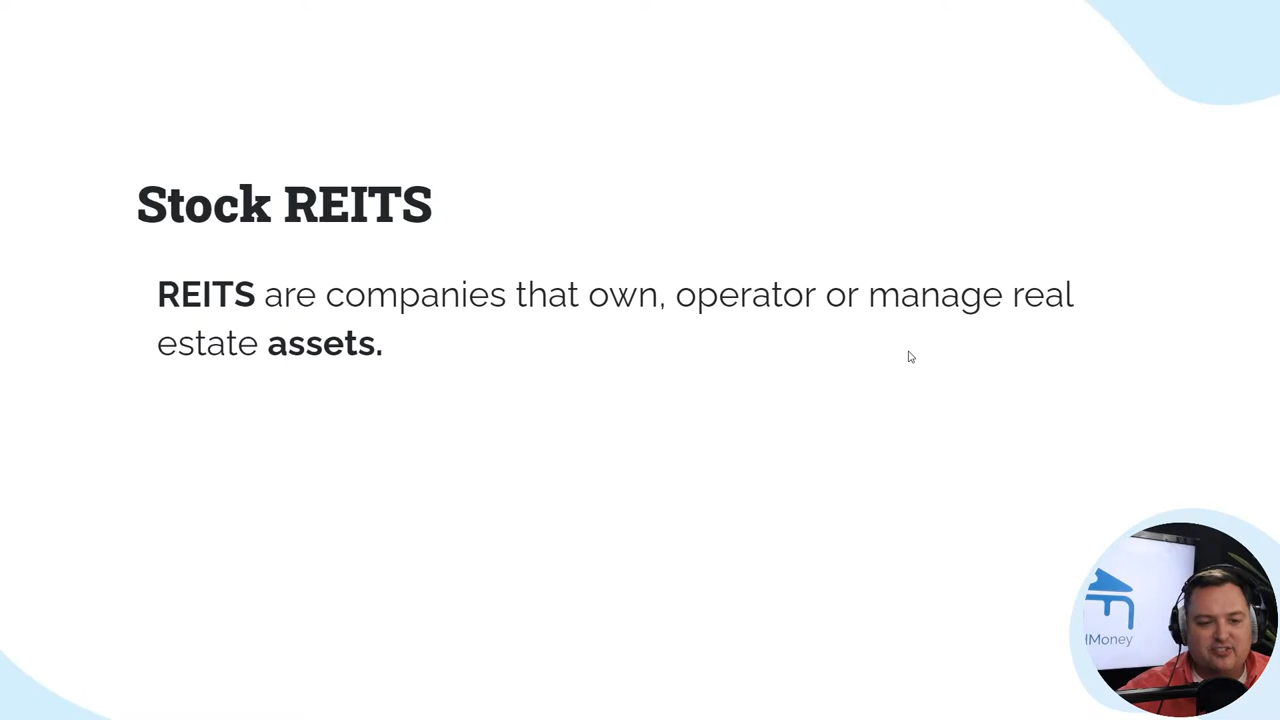 Stock REITS
REITS are companies that own, operator or manage real
estate assets.
Money